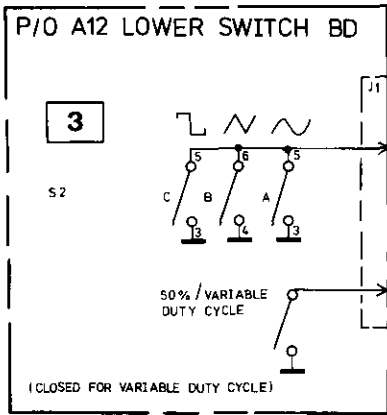 P/O A12 LOWER SWITCH BD
J1
3
S2
5 6 5
C B A
3 4 3
50% / VARIABLE
DUTY CYCLE
(CLOSED FOR VARIABLE DUTY CYCLE)